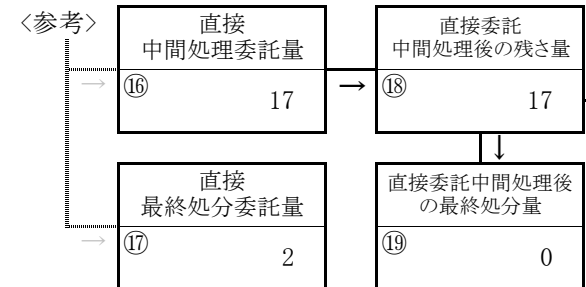 〈参考〉
直接
中間処理委託量
⑯
17
→
→
直接委託
中間処理後の残さ量
⑱
17
↓
直接
最終処分委託量
→
⑰
2
直接委託中間処理後
の最終処分量
⑲
0